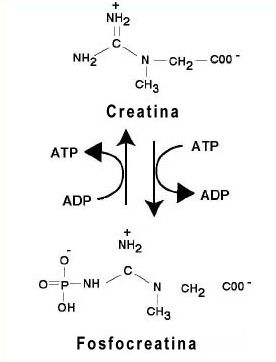 +
NH2
C
NH2 N CH2 COO -
CH3
Creatina
ATP ATP
ADP ADP
+
NH2
O -
C
O P NH N CH2 COO -
OH CH3
Fosfocreatina